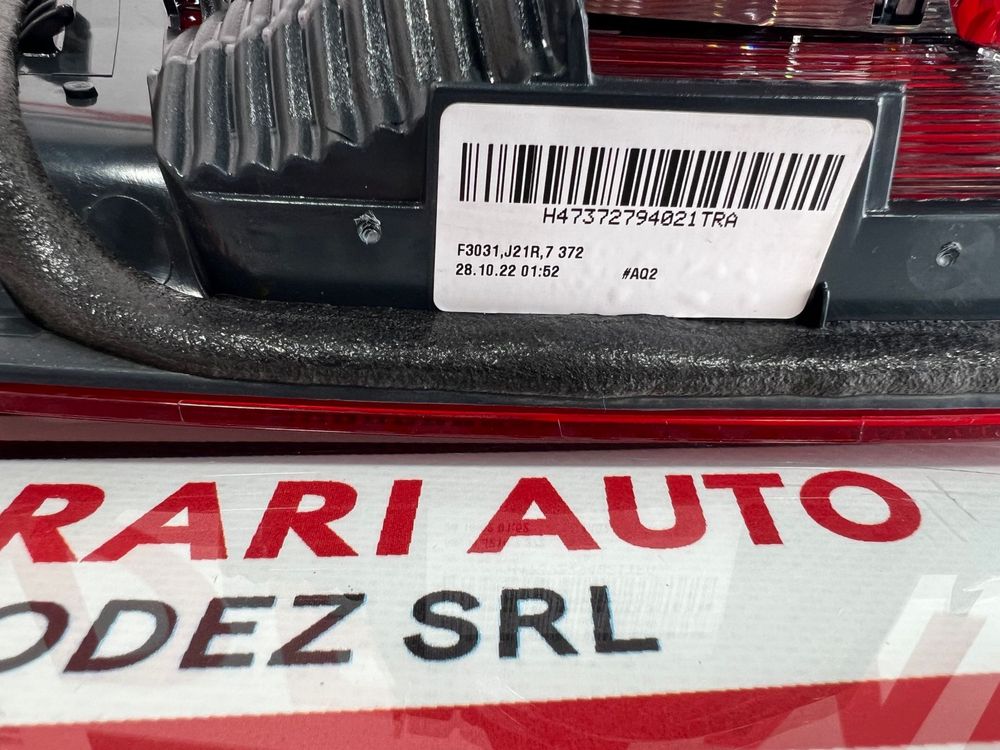 H47372794021TRA
F3031,J21R,7 372
28.10.22 01:52 #AQ2
RARI AUTO
ODEZ SRL